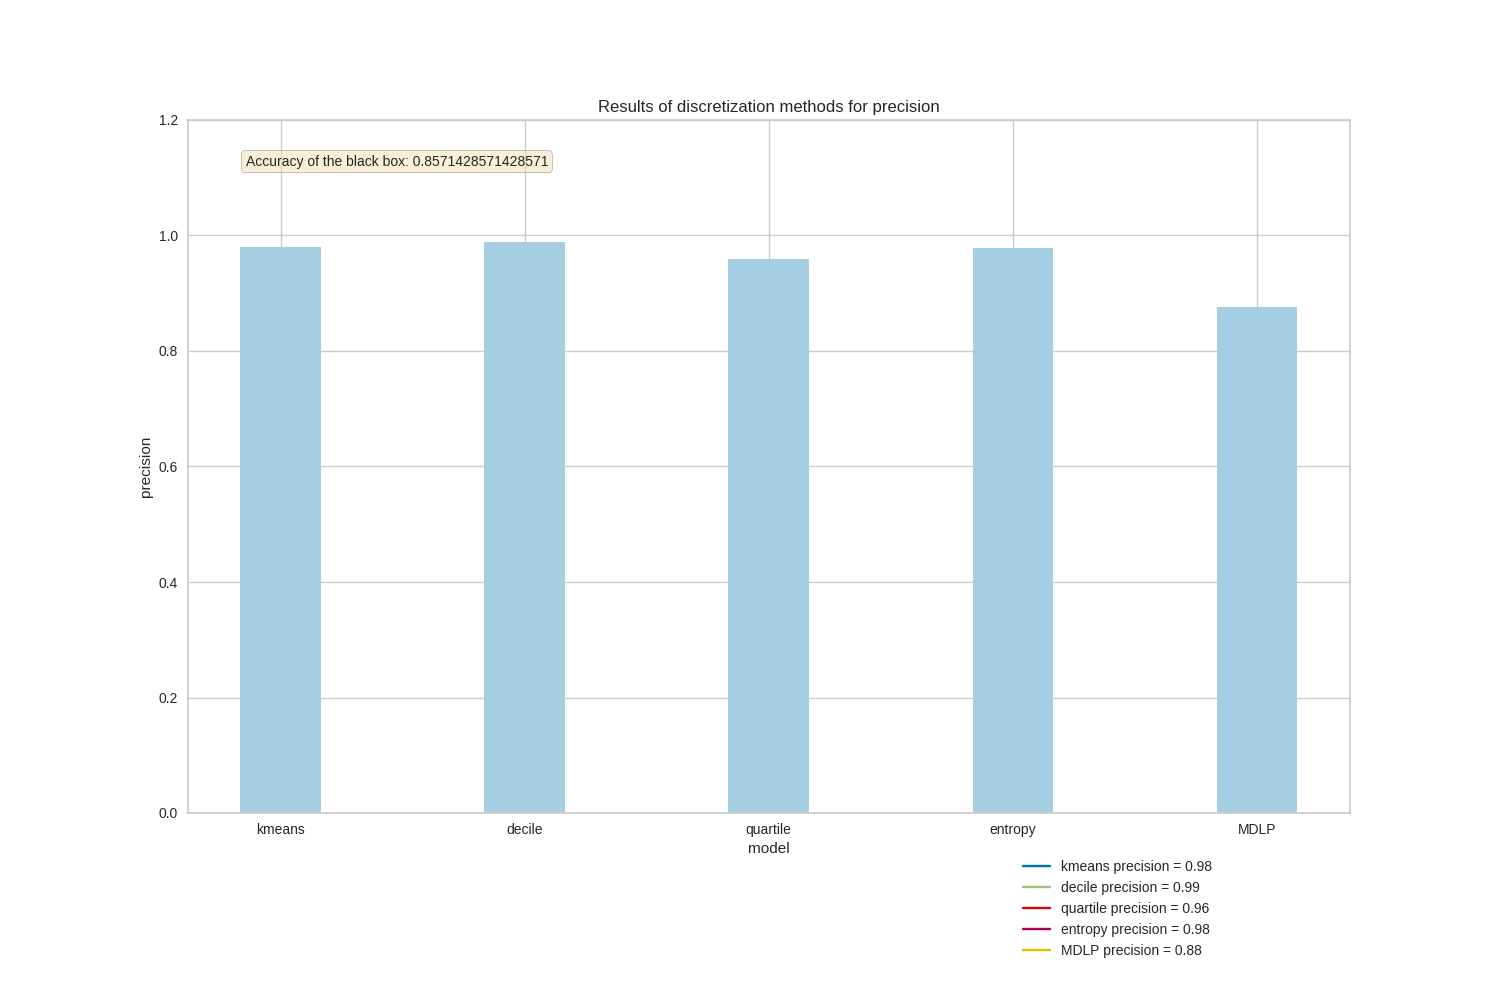 Results of discretization methods for precision
1.2
Accuracy of the black box: 0.8571428571428571
1.0
0.8
precision
0.6
0.4
0.2
0.0
kmeans decile quartile entropy MDLP
model
kmeans precision = 0.98
decile precision = 0.99
quartile precision = 0.96
entropy precision = 0.98
MDLP precision = 0.88